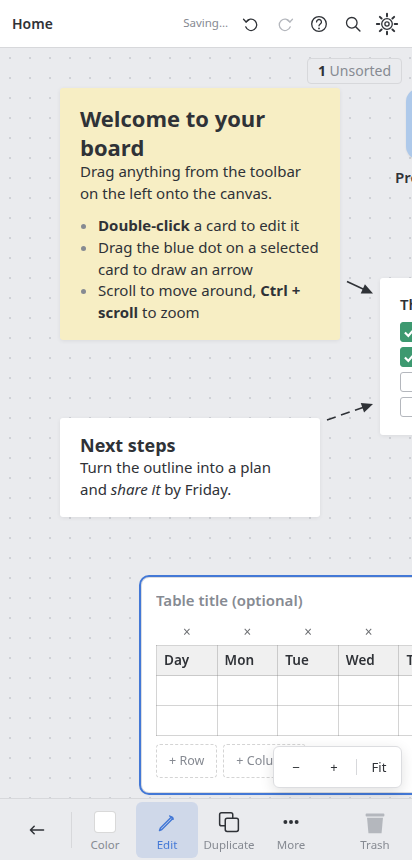 Home
Saving...
1 Unsorted
Welcome to your
board
Drag anything from the toolbar
on the left onto the canvas.
Double-click a card to edit it
Drag the blue dot on a selected
card to draw an arrow
Scroll to move around, Ctrl +
scroll to zoom
Next steps
Turn the outline into a plan
and share it by Friday.
Table title (optional)
× × × ×
Day Mon Tue Wed
+ Row
− + Fit
Color Edit Duplicate More Trash